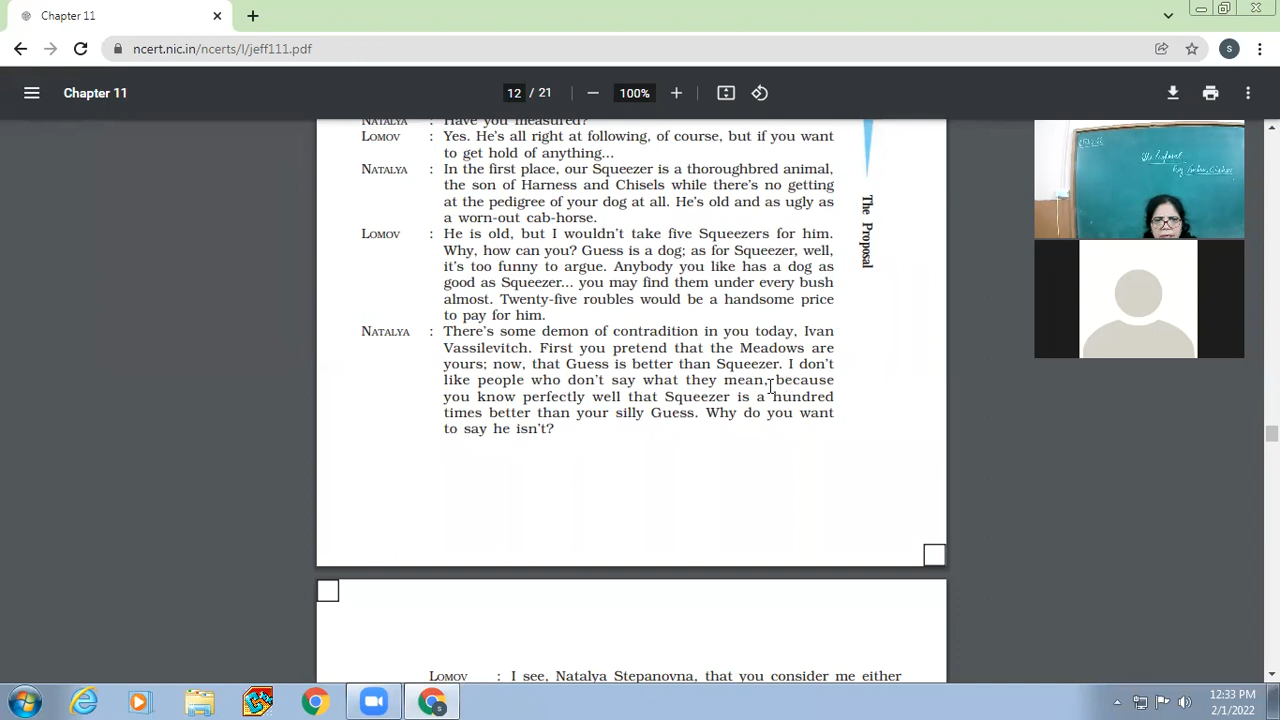 Chapter 11
ncert.nic.in/ncerts/l/jeff111.pdf
S
Chapter 11
12 / 21
100%
NATALYA : Have you measured?
LOMOV : Yes. He's all right at following, of course, but if you want
to get hold of anything...
NATALYA : In the first place, our Squeezer is a thoroughbred animal,
the son of Harness and Chisels while there's no getting
at the pedigree of your dog at all. He's old and as ugly as
a worn-out cab-horse.
LOMOV : He is old, but I wouldn't take five Squeezers for him.
Why, how can you? Guess is a dog; as for Squeezer, well,
it's too funny to argue. Anybody you like has a dog as
good as Squeezer... you may find them under every bush
almost. Twenty-five roubles would be a handsome price
to pay for him.
NATALYA : There's some demon of contradition in you today, Ivan
Vassilevitch. First you pretend that the Meadows are
yours; now, that Guess is better than Squeezer. I don't
like people who don't say what they mean, because
you know perfectly well that Squeezer is a hundred
times better than your silly Guess. Why do you want
to say he isn't?
The Proposal
LOMOV : I see, Natalya Stepanovna, that you consider me either
The Proposal
12:33 PM
2/1/2022